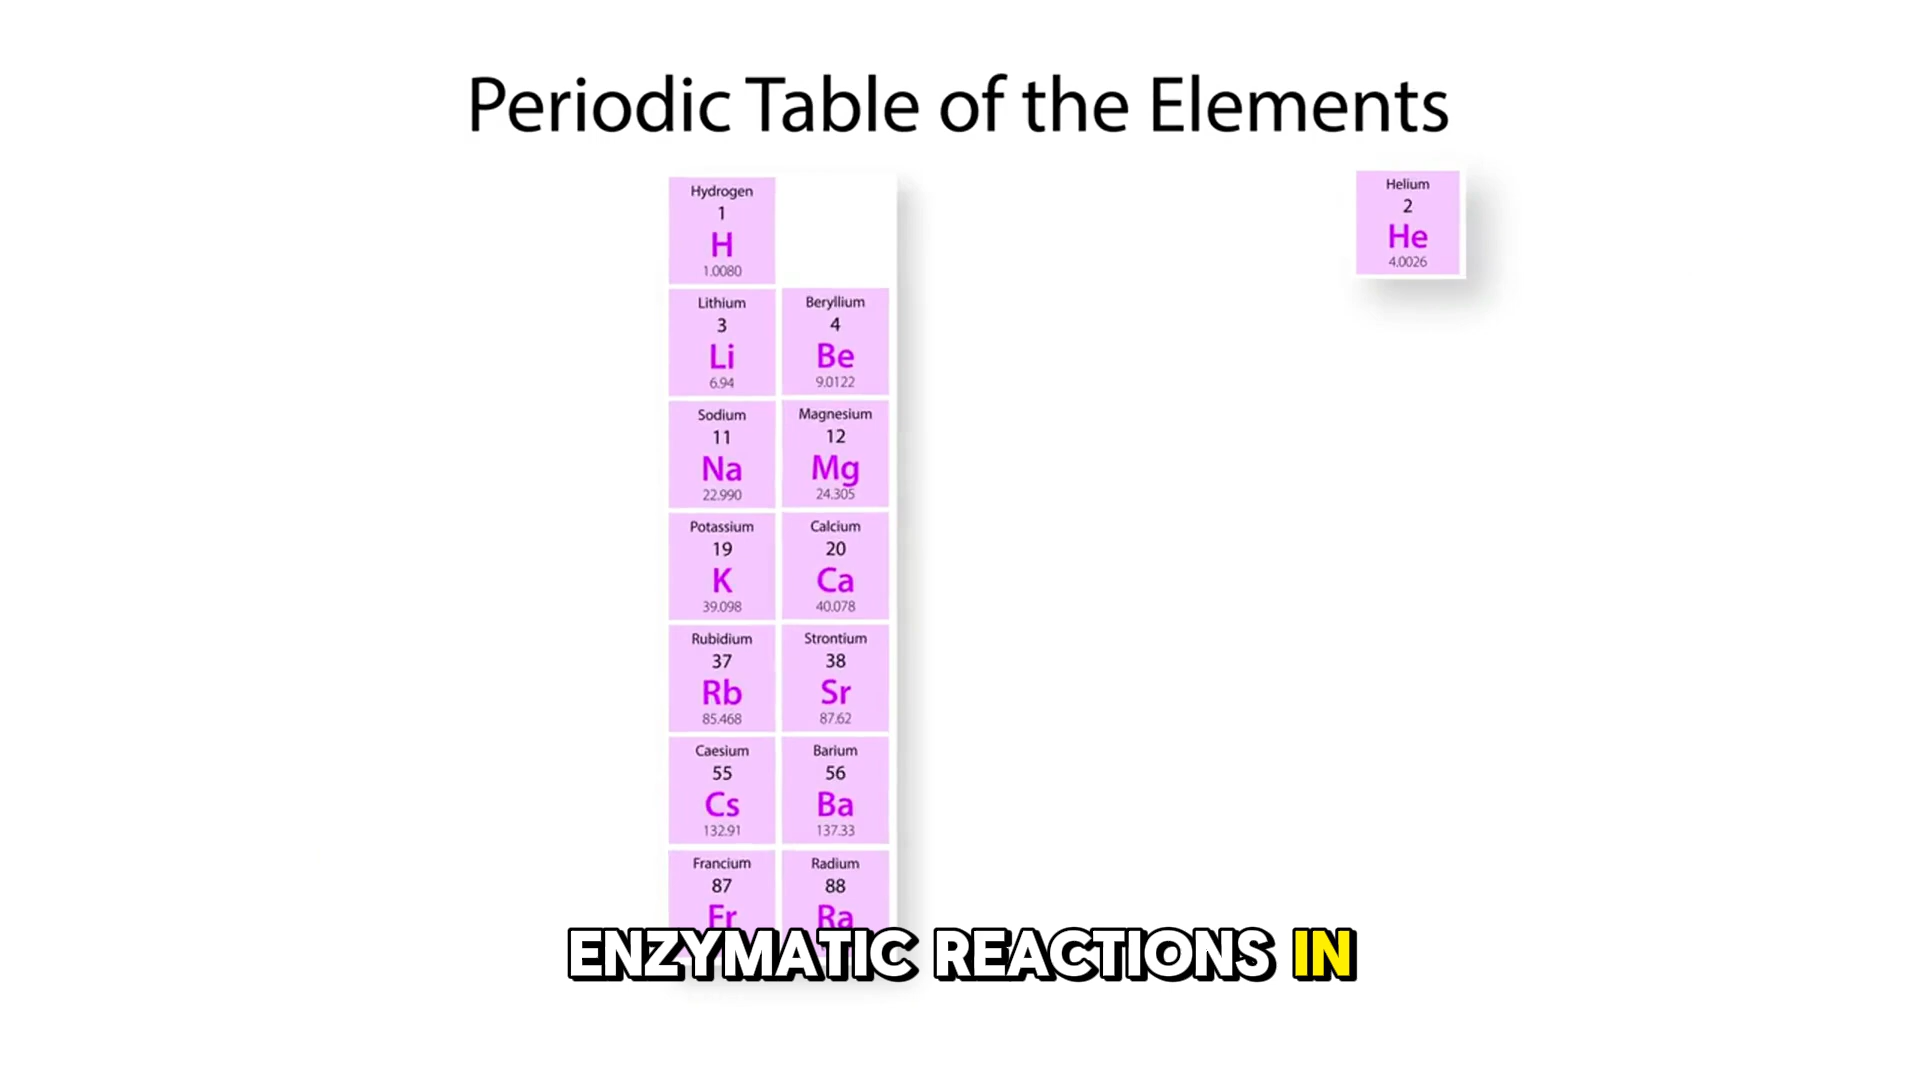 Periodic Table of the Elements
Hydrogen
1
H
1.0080
Helium
2
He
4.0026
Lithium
3
Li
6.94
Beryllium
4
Be
9.0122
Sodium
11
Na
22.990
Magnesium
12
Mg
24.305
Potassium
19
K
39.098
Calcium
20
Ca
40.078
Rubidium
37
Rb
85.468
Strontium
38
Sr
87.62
Caesium
55
Cs
132.91
Barium
56
Ba
137.33
Francium
87
Fr
Radium
88
Ra
ENZYMATIC REACTIONS IN